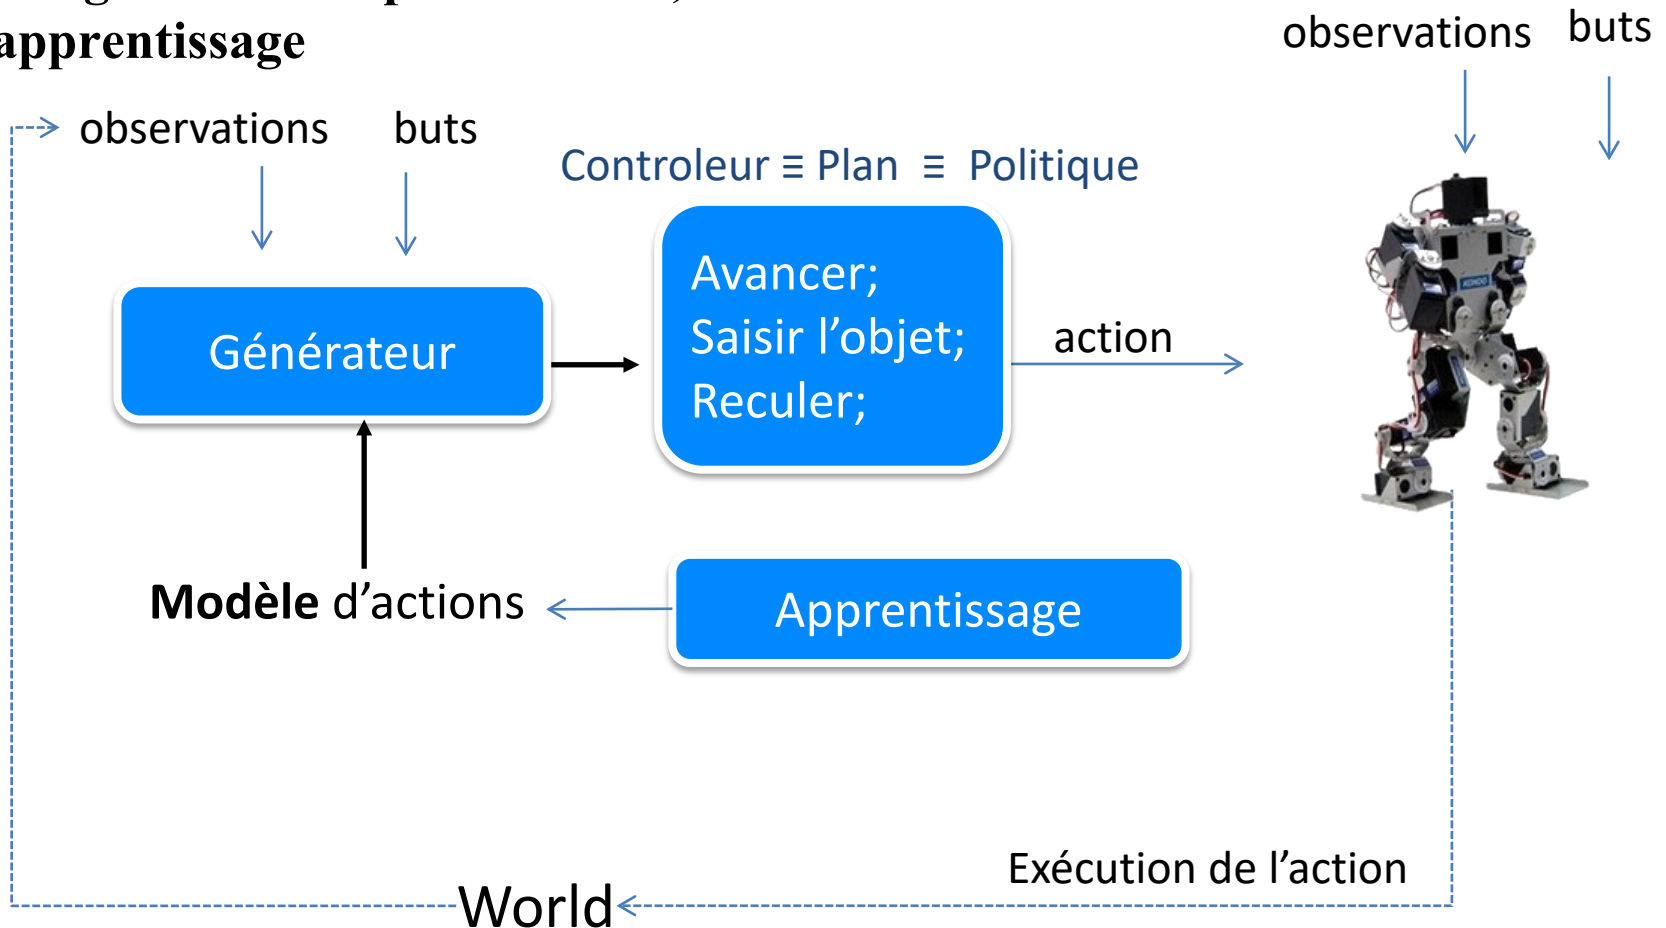 apprentissage
observations buts
observations buts
Controleur ≡ Plan ≡ Politique
Avancer;
Saisir l’objet;
Reculer;
Générateur
action
KONDO
Modèle d’actions
Apprentissage
Exécution de l’action
World